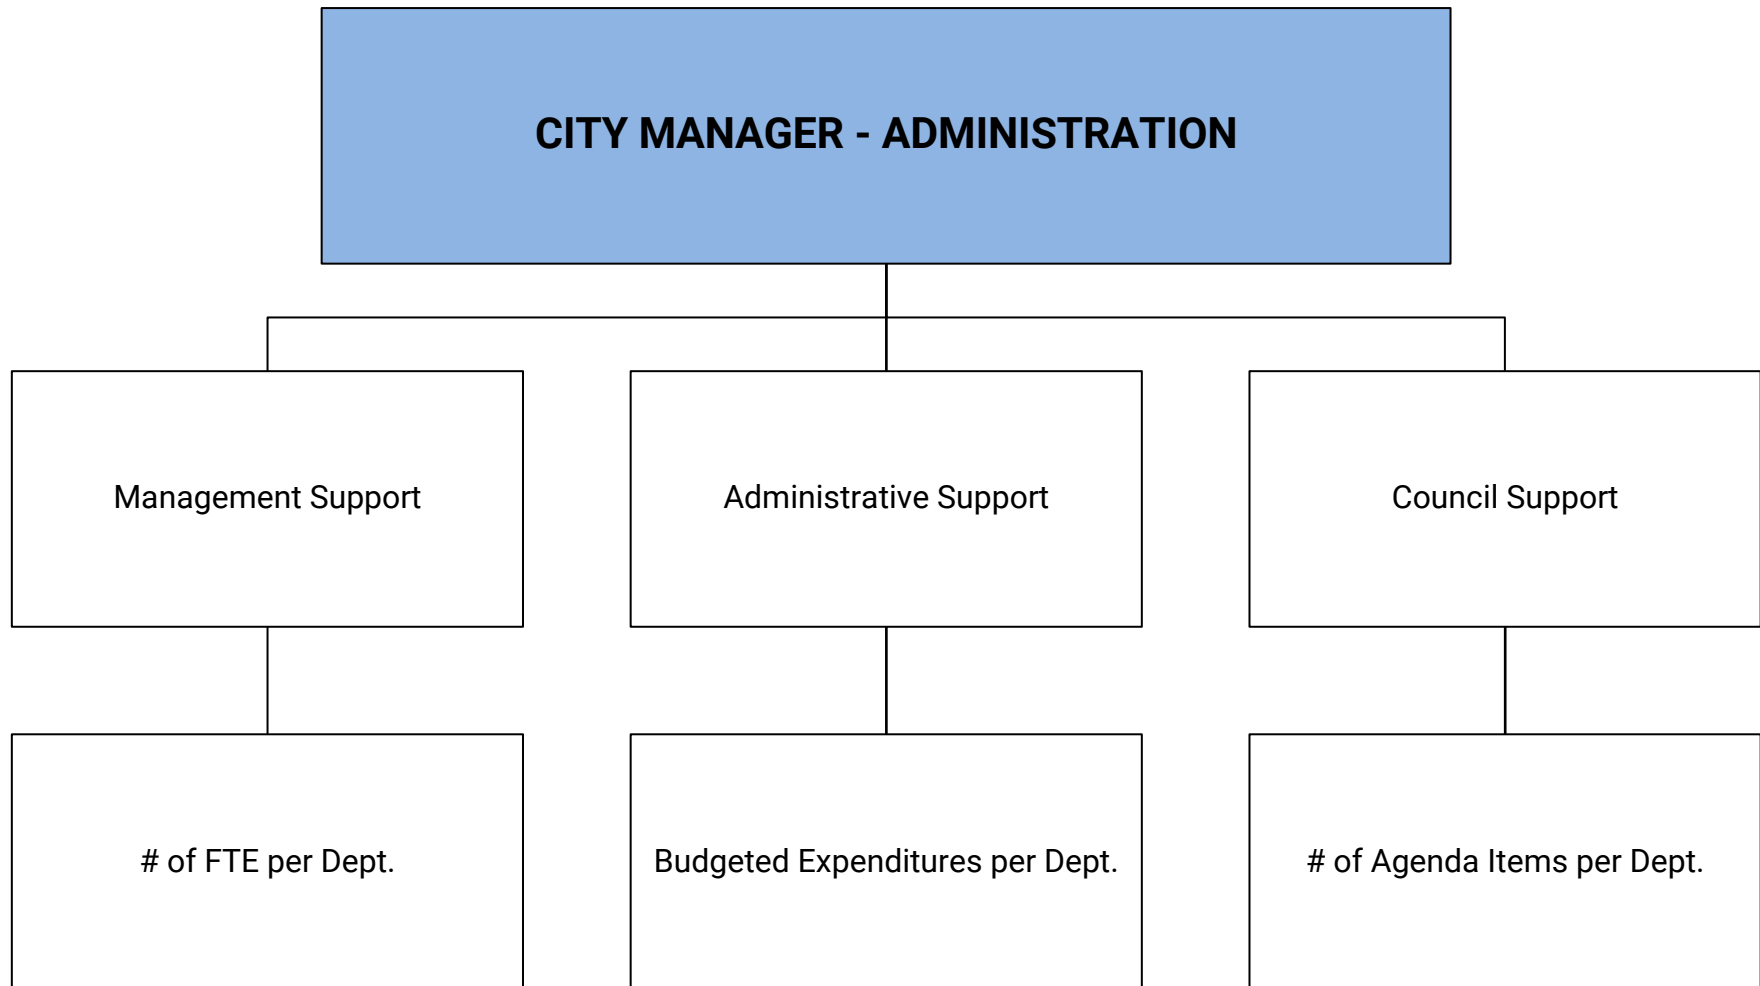 CITY MANAGER - ADMINISTRATION
Management Support
Administrative Support
Council Support
# of FTE per Dept.
Budgeted Expenditures per Dept.
# of Agenda Items per Dept.